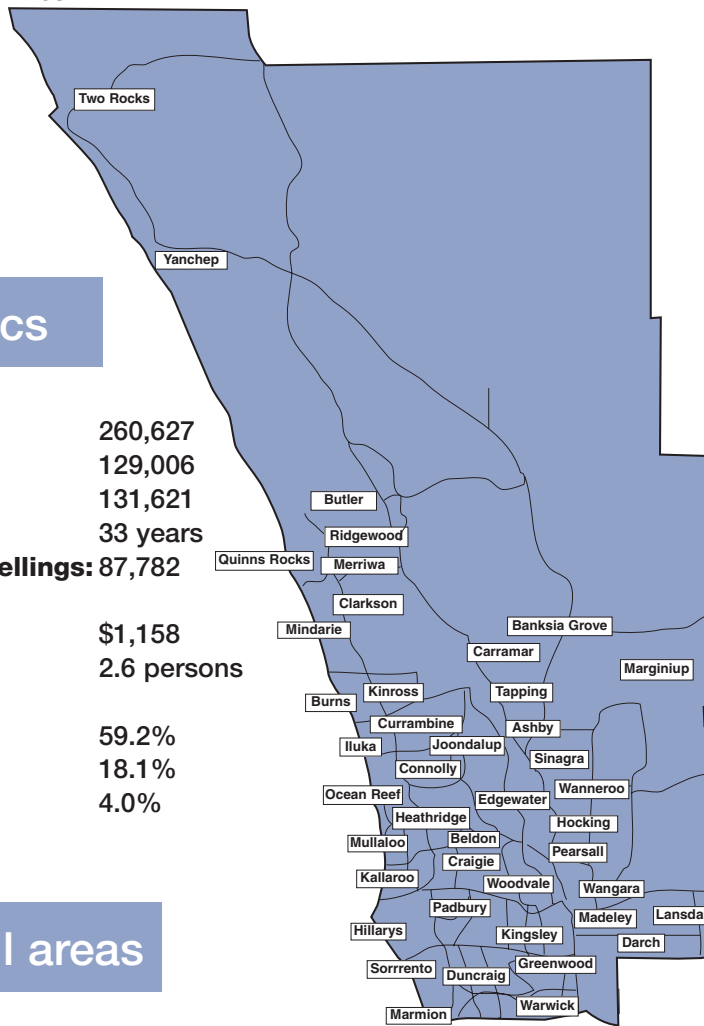 Two Rocks
Yanchep
cs
260,627
129,006
131,621
33 years
ellings: 87,782
$1,158
2.6 persons
59.2%
18.1%
4.0%
l areas
Butler
Ridgewood
Quinns Rocks
Merriwa
Clarkson
Mindarie
Banksia Grove
Carramar
Marginiup
Kinross
Tapping
Burns
Currambine
Ashby
Iluka
Joondalup
Sinagra
Connolly
Wanneroo
Ocean Reef
Edgewater
Heathridge
Hocking
Mullaloo
Beldon
Pearsall
Craigie
Kallaroo
Woodvale
Wangara
Padbury
Madeley
Lansda
Hillarys
Kingsley
Darch
Sorrrento
Duncraig
Greenwood
Marmion
Warwick